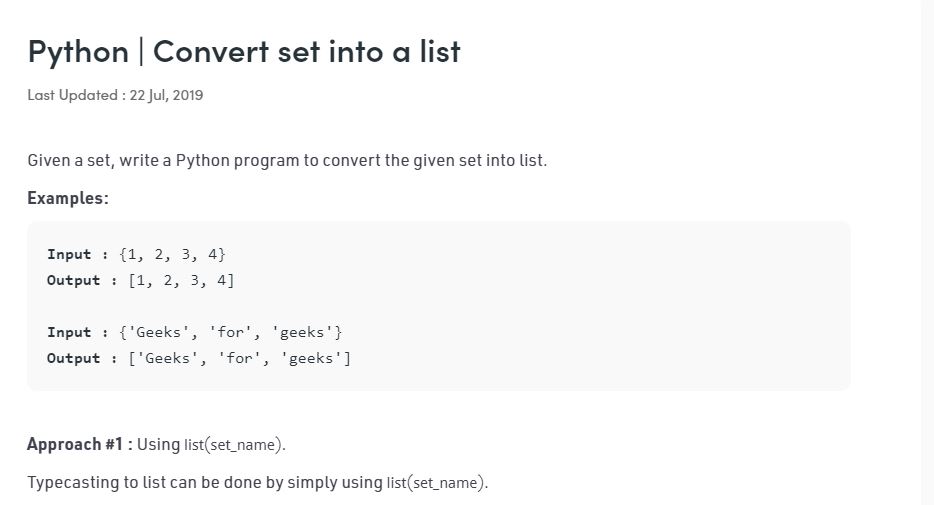 Python | Convert set into a list
Last Updated : 22 Jul, 2019
Given a set, write a Python program to convert the given set into list.
Examples:
Input : {1, 2, 3, 4}
Output : [1, 2, 3, 4]
Input : {'Geeks', 'for', 'geeks'}
Output : ['Geeks', 'for', 'geeks']
Approach #1 : Using list(set_name).
Typecasting to list can be done by simply using list(set_name).